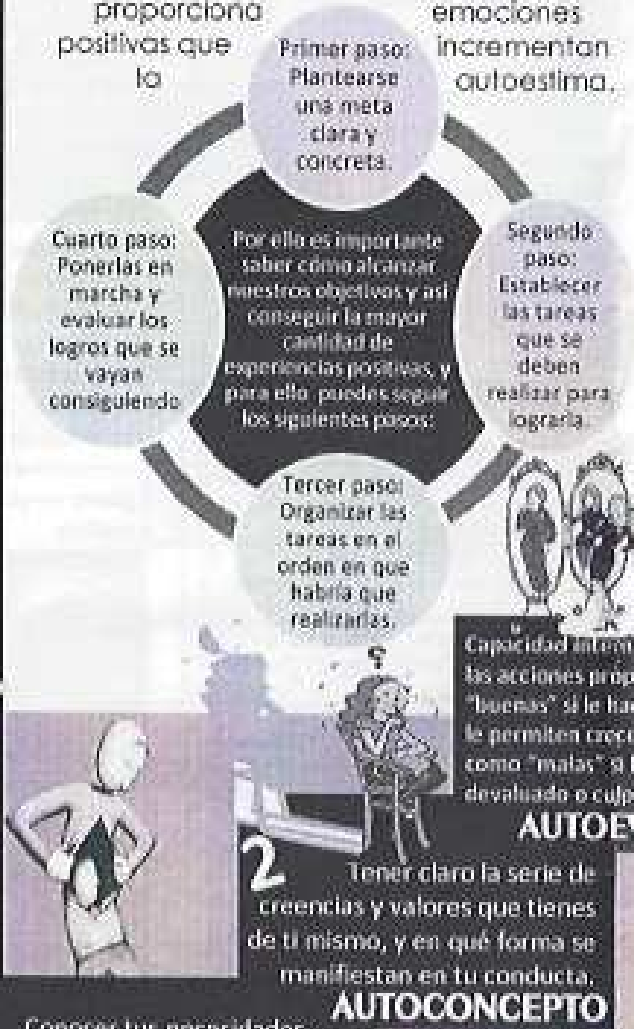 proporciona emociones
positivas que incrementan
la autoestima.
Primer paso:
Plantearse
una meta
clara y
concreta.
Segundo
paso:
Establecer
las tareas
que se
deben
realizar para
lograrla.
Tercer paso:
Organizar las
tareas en el
orden en que
habría que
realizarlas.
Cuarto paso:
Ponerlas en
marcha y
evaluar los
logros que se
vayan
consiguiendo
Por ello es importante
saber cómo alcanzar
nuestros objetivos y así
conseguir la mayor
cantidad de
experiencias positivas, y
para ello puedes seguir
los siguientes pasos:
?
Capacidad
las acciones
"buenas" si le
le permiten
como "malas" si
devaluado o
2
Tener claro la serie de
creencias y valores que tienes
de ti mismo, y en qué forma se
manifiestan en tu conducta.
AUTOCONCEPTO
Conocer tus necesidades